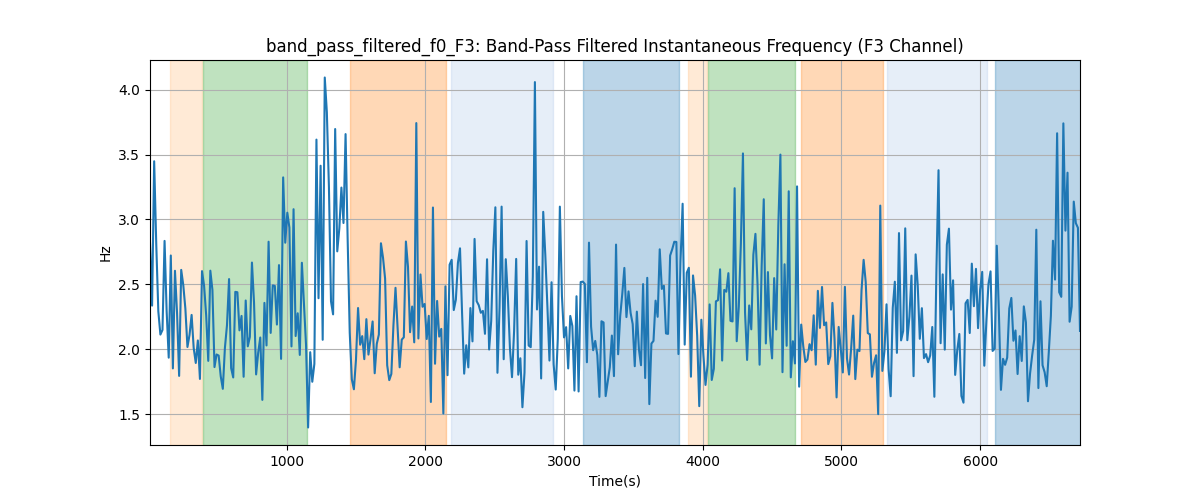 band_pass_filtered_f0_F3: Band-Pass Filtered Instantaneous Frequency (F3 Channel)
4.0
3.5
3.0
2.5
2.0
1.5
Hz
1000 2000 3000 4000 5000 6000
Time(s)